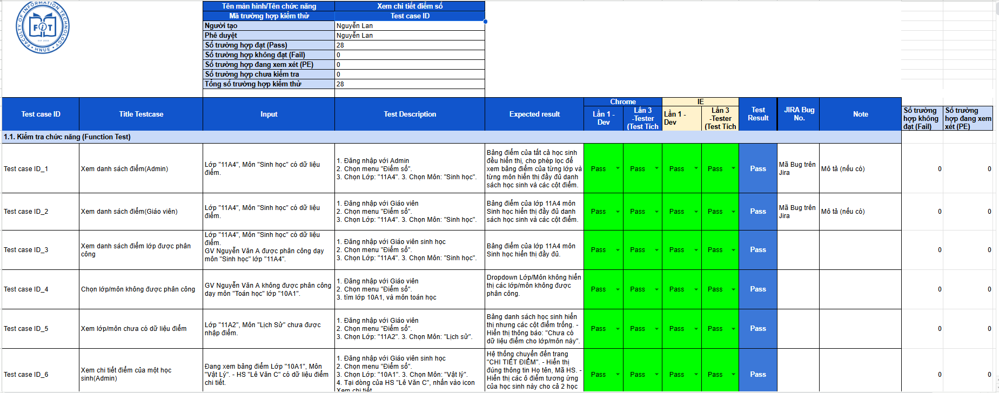 FACULTY OF INFORMATION TECHNOLOGY
FiT
EST 2022
HNUE
Tên màn hình/Tên chức năng
Xem chi tiết điểm số
Mã trường hợp kiểm thử
Test case ID
Người tạo
Nguyễn Lan
Phê duyệt
Nguyễn Lan
Số trường hợp đạt (Pass)
28
Số trường hợp không đạt (Fail)
0
Số trường hợp đang xem xét (PE)
0
Số trường hợp chưa kiểm tra
0
Tổng số trường hợp kiểm thử
28
Test case ID
Title Testcase
Input
Test Description
Expected result
Chrome
Lần 1 -
Dev
Lần 3
-Tester
(Test Tích
IE
Lần 1 -
Dev
Lần 3
-Tester
(Test Tích
Test
Result
JIRA Bug
No.
Note
Số trường
hợp không
đạt (Fail)
Số trường
hợp đang xem
xét (PE)
1.1. Kiểm tra chức năng (Function Test)
Test case ID_1
Xem danh sách điểm(Admin)
Lớp "11A4", Môn "Sinh học" có dữ liệu
điểm.
1. Đăng nhập với Admin
2. Chọn menu "Điểm số".
3. Chọn Lớp: "11A4". 3. Chọn Môn: "Sinh học".
Bảng điểm của tất cả học sinh
đều hiển thị, cho phép lọc để
xem bảng điểm của từng lớp và
từng môn hiển thị đầy đủ danh
sách học sinh và các cột điểm.
Pass
Pass
Pass
Pass
Pass
Mã Bug trên
Jira
Mô tả (nếu có)
0
0
Test case ID_2
Xem danh sách điểm(Giáo viên)
Lớp "11A4", Môn "Sinh học" có dữ liệu
điểm.
1. Đăng nhập với Giáo viên
2. Chọn menu "Điểm số".
3. Chọn Lớp: "11A4". 3. Chọn Môn: "Sinh học".
Bảng điểm của lớp 11A4 môn
Sinh học hiển thị đầy đủ danh
sách học sinh và các cột điểm.
Pass
Pass
Pass
Pass
Pass
Mã Bug trên
Jira
Mô tả (nếu có)
0
0
Test case ID_3
Xem danh sách điểm lớp được phân
công
Lớp "11A4", Môn "Sinh học" có dữ liệu
điểm.
GV Nguyễn Văn A được phân công dạy
môn "Sinh học" lớp "11A4".
1. Đăng nhập với Giáo viên sinh học
2. Chọn menu "Điểm số".
3. Chọn Lớp: "11A4". 3. Chọn Môn: "Sinh học".
Bảng điểm của lớp 11A4 môn
Sinh học hiển thị đầy đủ.
Pass
Pass
Pass
Pass
Pass
0
0
Test case ID_4
Chọn lớp/môn không được phân công
GV Nguyễn Văn A không được phân công
dạy môn "Toán học" lớp "10A1".
1. Đăng nhập với Giáo viên
2. Chọn menu "Điểm số".
3. tìm lớp 10A1, và môn toán học
Dropdown Lớp/Môn không hiển
thị các lớp/môn không được
phân công.
Pass
Pass
Pass
Pass
Pass
0
0
Test case ID_5
Xem lớp/môn chưa có dữ liệu điểm
Lớp "11A2", Môn "Lịch Sử" chưa được
nhập điểm.
1. Đăng nhập với Giáo viên
2. Chọn menu "Điểm số".
3. Chọn Lớp: "11A2". 3. Chọn Môn: "Lịch sử".
Bảng danh sách học sinh hiển
thị nhưng các cột điểm trống. -
Hiển thị thông báo: "Chưa có
dữ liệu điểm cho lớp/môn này".
Pass
Pass
Pass
Pass
Pass
0
0
Test case ID_6
Xem chi tiết điểm của một học
sinh(Admin)
Đang xem bảng điểm Lớp "10A1", Môn
"Vật Lý". - HS "Lê Văn C" có dữ liệu điểm
chi tiết.
1. Đăng nhập với Giáo viên sinh học
2. Chọn menu "Điểm số".
3. Chọn Lớp: "10A1". 3. Chọn Môn: "Vật lý".
4. Tại dòng của HS "Lê Văn C", nhấn vào icon
Xem chi tiết
Hệ thống chuyển đến trang
"CHI TIẾT ĐIỂM". - Hiển thị
đúng thông tin Họ tên, Mã HS. -
Hiển thị các ô điểm tương ứng
của học sinh này cho cả 2 học
Pass
Pass
Pass
Pass
Pass
0
0